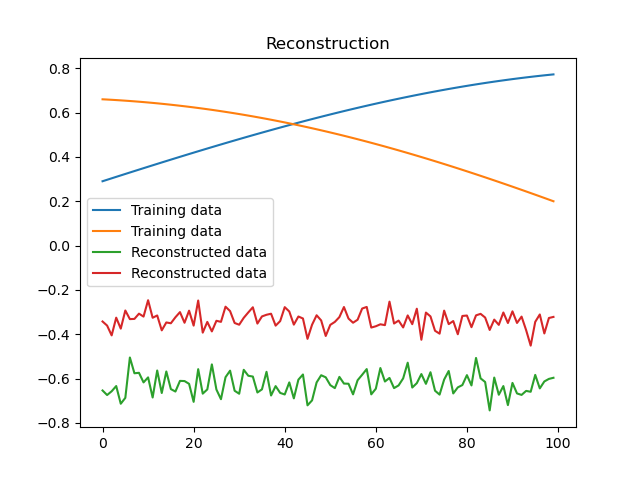 Reconstruction
0.8
0.6
0.4
0.2
0.0
−0.2
−0.4
−0.6
−0.8
Training data
Training data
Reconstructed data
Reconstructed data
0 20 40 60 80 100